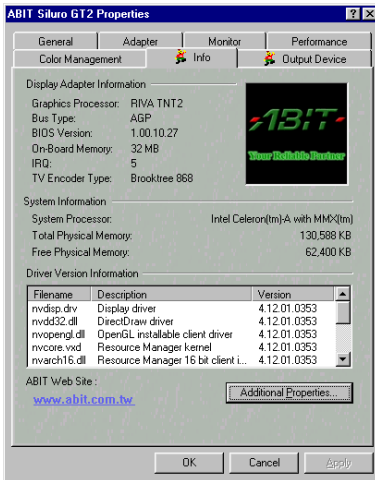 ABIT Siluro GT2 Properties
General Adapter Monitor Performance
Color Management Info Output Device
Display Adapter Information
Graphics Processor: RIVA TNT2
Bus Type: AGP
BIOS Version: 1.00.10.27
On-Board Memory: 32 MB
IRQ: 5
TV Encoder Type: Brooktree 868
ABIT
Your Reliable Partner
System Information
System Processor: Intel Celeron(tm)-A with MMX(tm)
Total Physical Memory: 130,588 KB
Free Physical Memory: 62,400 KB
Driver Version Information
Filename Description Version
nvdisp.drv Display driver 4.12.01.0353
nvdd32.dll DirectDraw driver 4.12.01.0353
nvopengl.dll OpenGL installable client driver 4.12.01.0353
nvcore.vxd Resource Manager kernel 4.12.01.0353
nvarch16.dll Resource Manager 16 bit client i... 4.12.01.0353
ABIT Web Site :
www.abit.com.tw
Additional Properties...
OK Cancel Apply